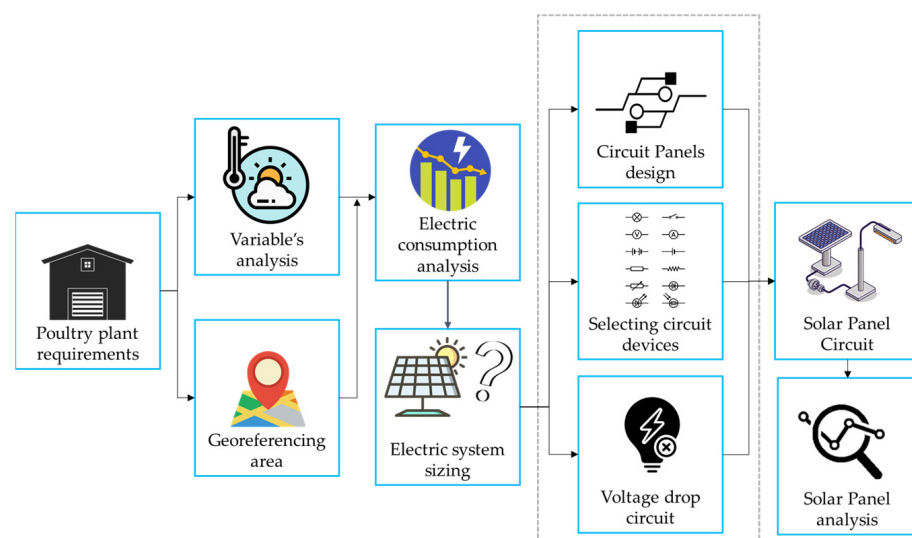 Poultry plant
requirements
Variable's
analysis
Georeferencing
area
Electric
consumption
analysis
Electric system
sizing
Circuit Panels
design
V
A
Selecting circuit
devices
Voltage drop
circuit
Solar Panel
Circuit
Solar Panel
analysis